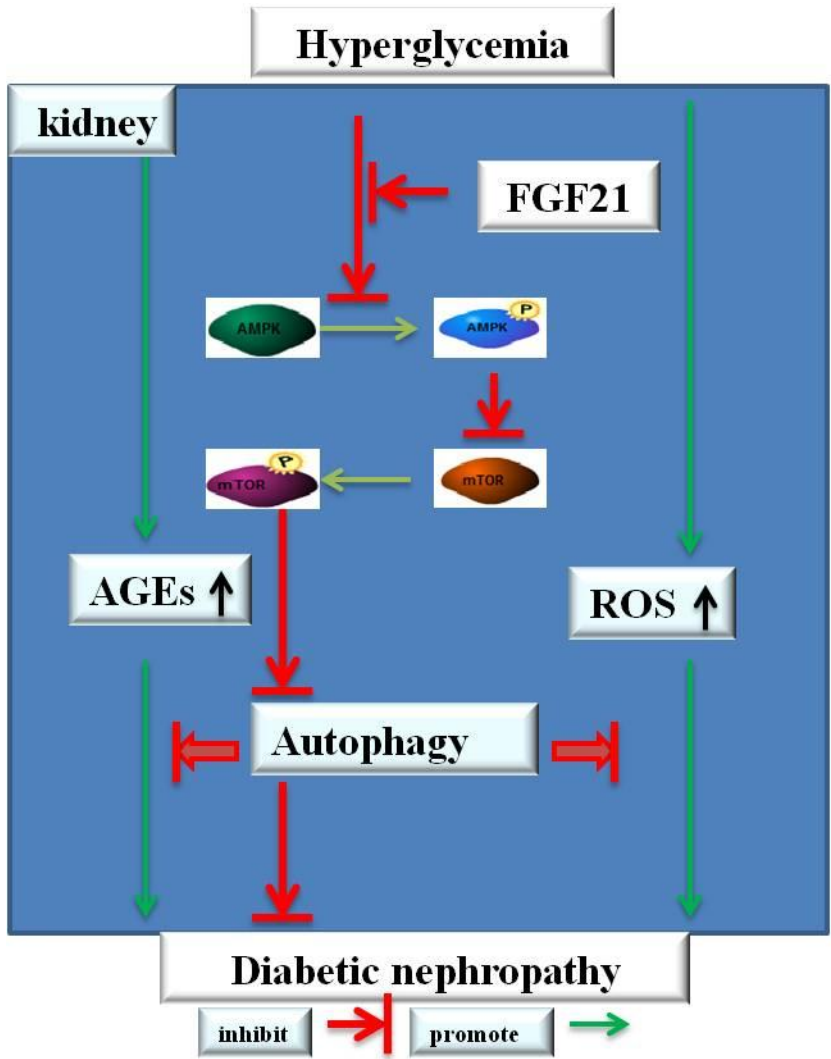 Hyperglycemia
kidney
FGF21
AMPK
AMPK
P
mTOR
P
mTOR
AGEs ↑
ROS ↑
Autophagy
Diabetic nephropathy
inhibit
promote